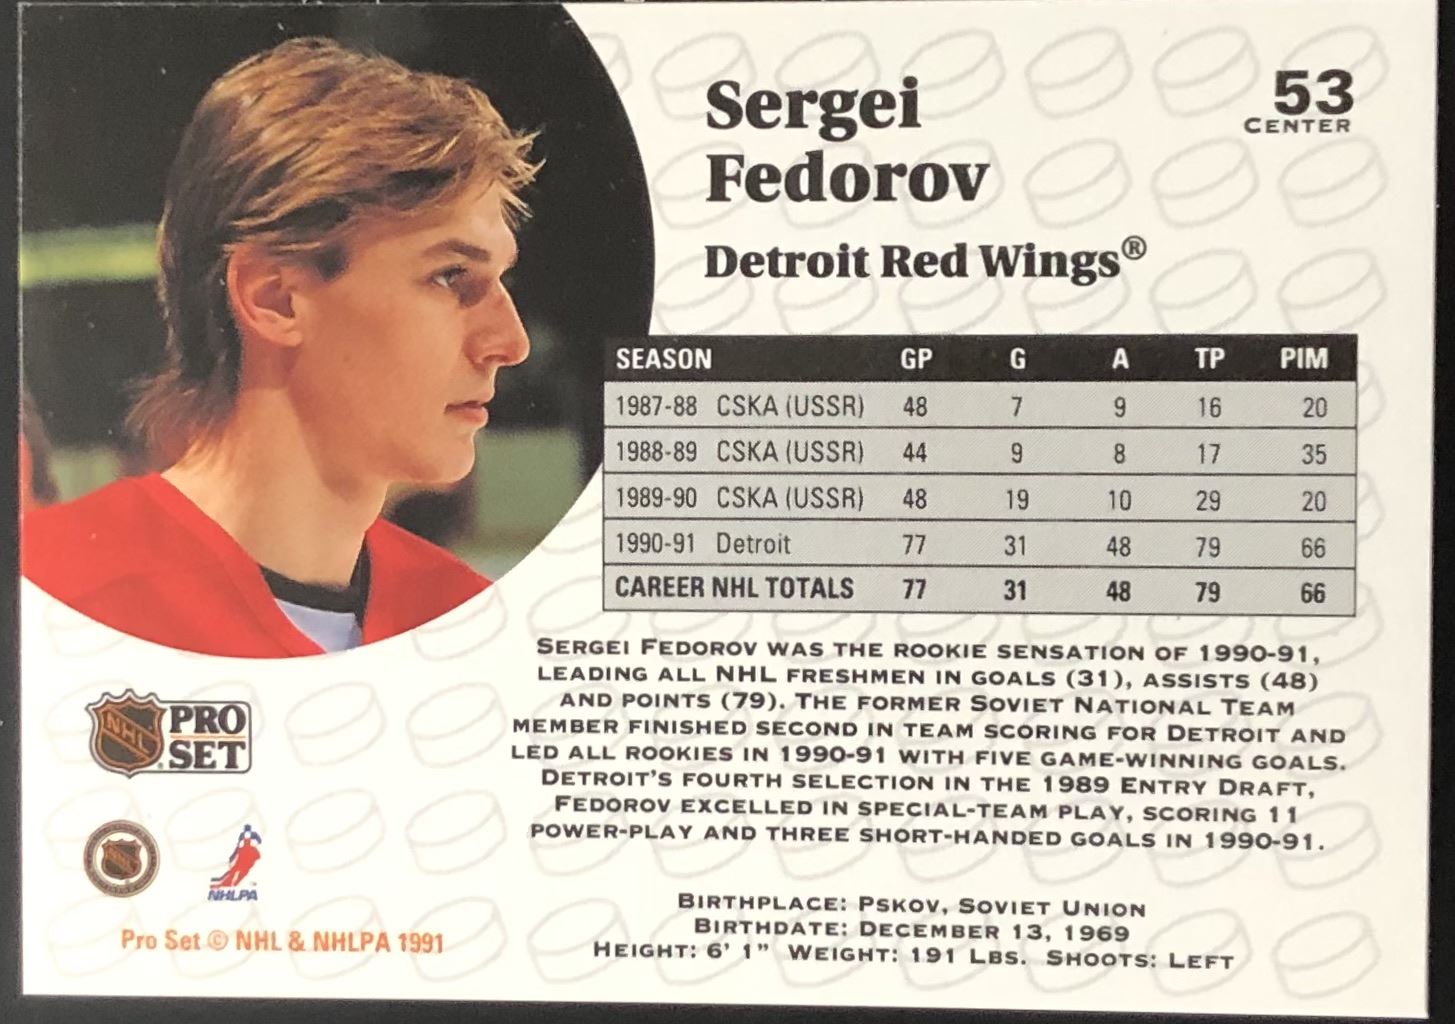 Sergei
Fedorov
53
CENTER
Detroit Red Wings®
SEASON GP G A TP PIM
1987-88 CSKA (USSR) 48 7 9 16 20
1988-89 CSKA (USSR) 44 9 8 17 35
1989-90 CSKA (USSR) 48 19 10 29 20
1990-91 Detroit 77 31 48 79 66
CAREER NHL TOTALS 77 31 48 79 66
SERGEI FEDOROV WAS THE ROOKIE SENSATION OF 1990-91,
LEADING ALL NHL FRESHMEN IN GOALS (31), ASSISTS (48)
AND POINTS (79). THE FORMER SOVIET NATIONAL TEAM
MEMBER FINISHED SECOND IN TEAM SCORING FOR DETROIT AND
LED ALL ROOKIES IN 1990-91 WITH FIVE GAME-WINNING GOALS.
DETROIT'S FOURTH SELECTION IN THE 1989 ENTRY DRAFT,
FEDOROV EXCELLED IN SPECIAL-TEAM PLAY, SCORING 11
POWER-PLAY AND THREE SHORT-HANDED GOALS IN 1990-91.
NHL PRO
SET
NHLPA
Pro Set © NHL & NHLPA 1991
BIRTHPLACE: PSKOV, SOVIET UNION
BIRTHDATE: DECEMBER 13, 1969
HEIGHT: 6' 1" WEIGHT: 191 LBS. SHOOTS: LEFT